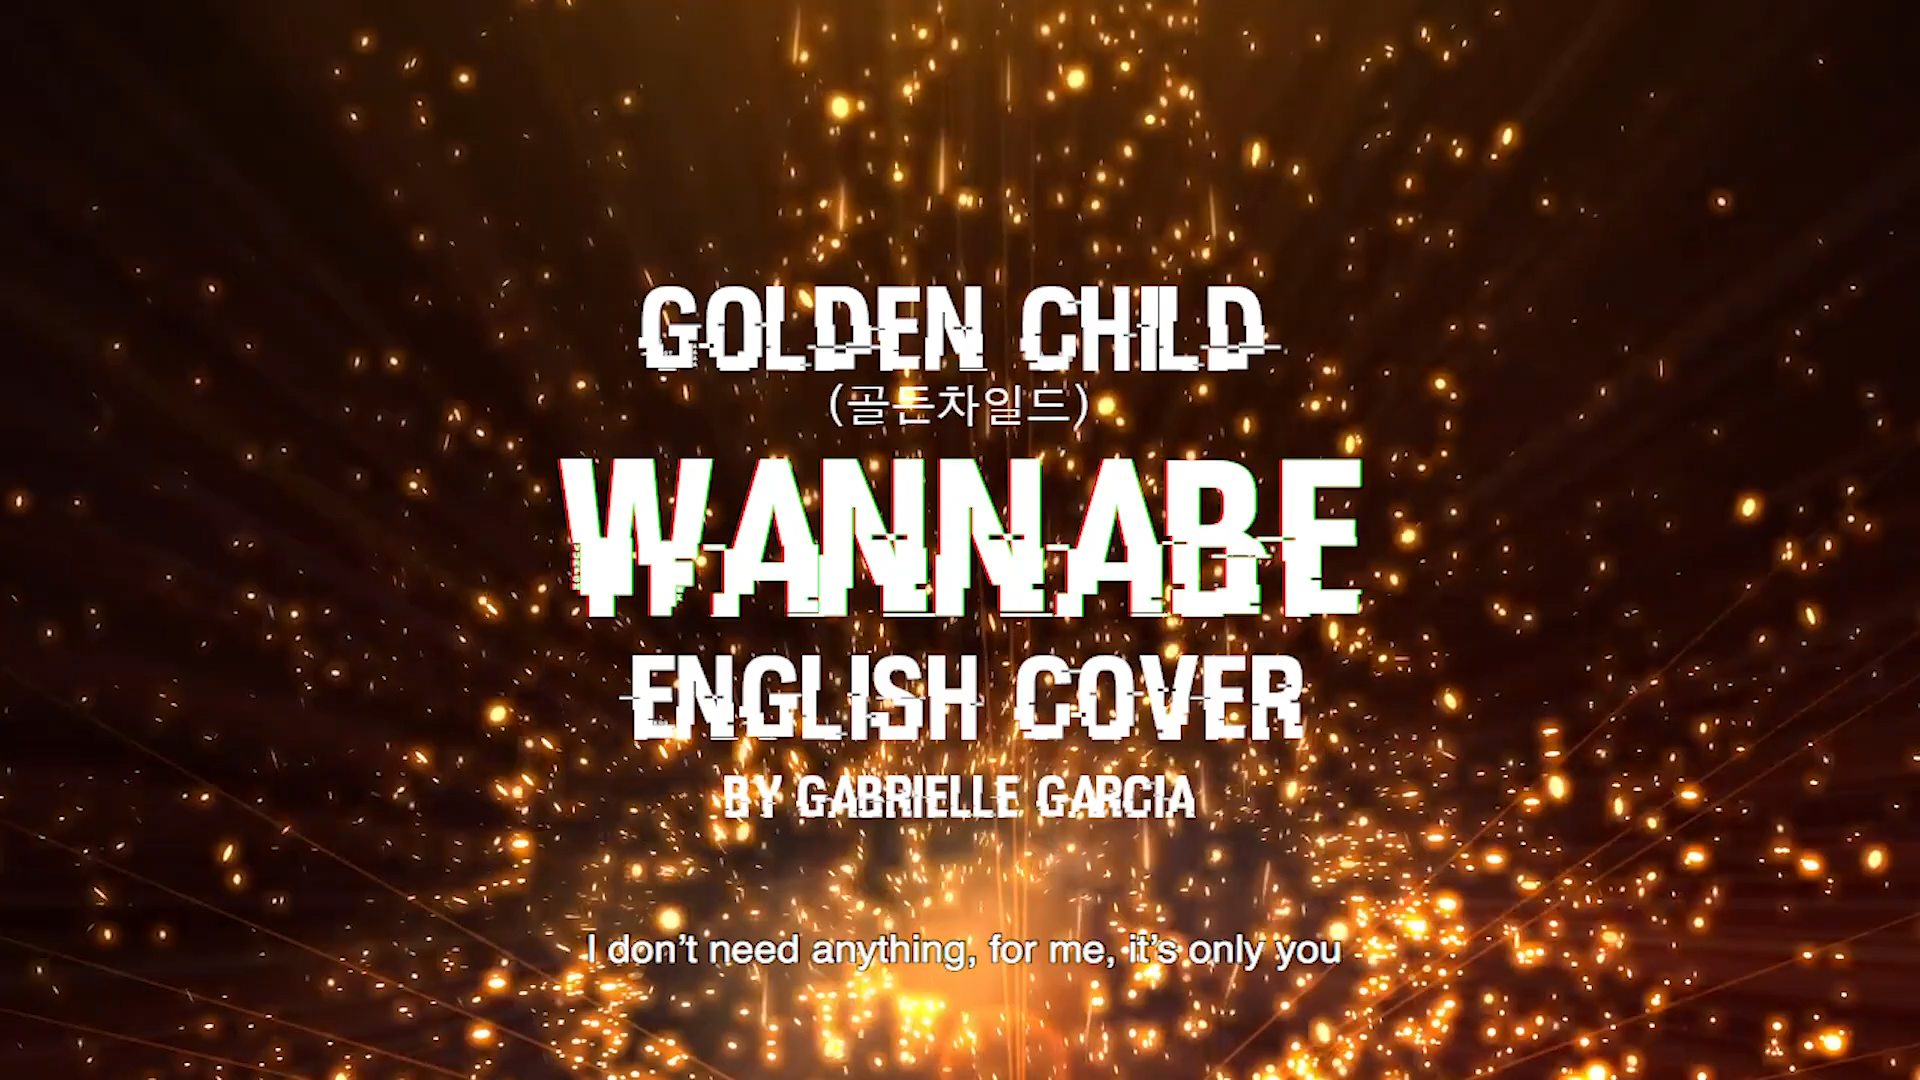 GOLDEN CHILD
(골든차일드)
WANNABE
ENGLISH COVER
BY GABRIELLE GARCIA
I don't need anything, for me, it's only you